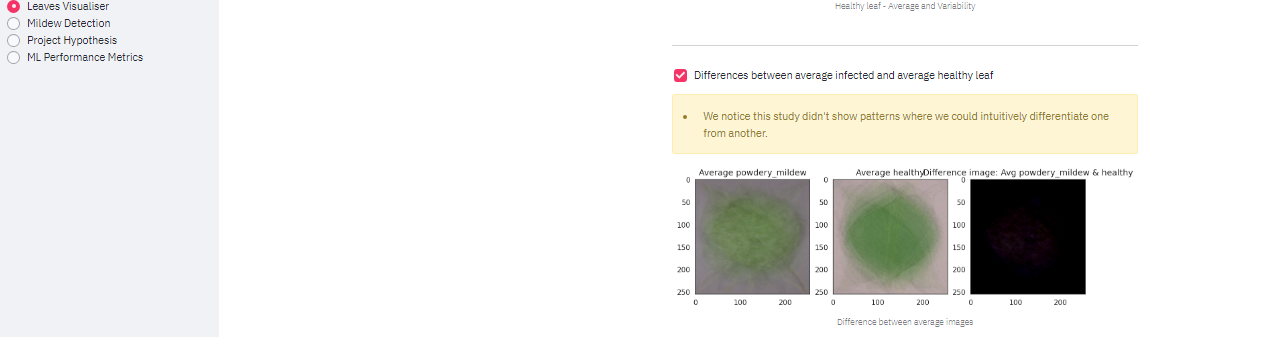 Leaves Visualiser
Mildew Detection
Project Hypothesis
ML Performance Metrics
Healthy leaf - Average and Variability
Differences between average infected and average healthy leaf
We notice this study didn't show patterns where we could intuitively differentiate one
from another.
Average powdery_mildew
0
50
100
150
200
250
0 100 200
Average healthy
0
50
100
150
200
250
0 100 200
Difference image: Avg powdery_mildew & healthy
0
50
100
150
200
250
0 100 200
Difference between average images